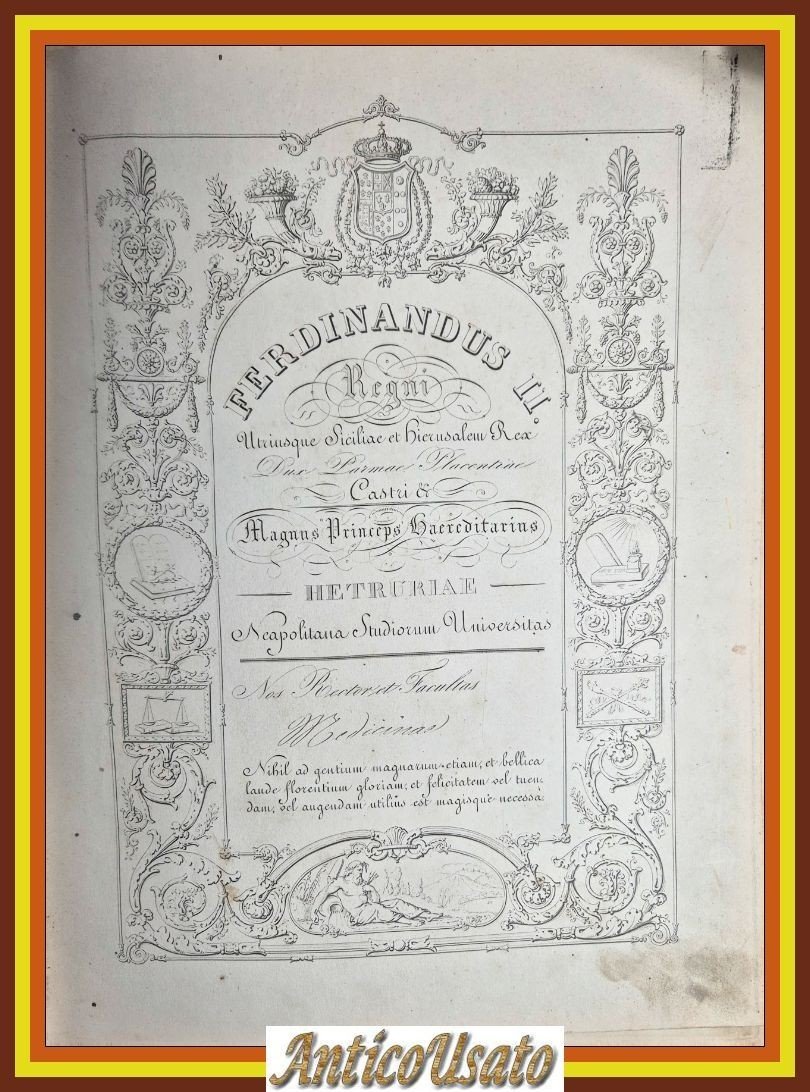 FERDINANDUS II.
Regni
Utriusque Siciliae et Hierusalem Rex
Dux Parmae Placentiae
Castri &
Magnus Princeps Haereditarius
HETRURIAE
Neapolitana Studiorum Universitas
Nos Rector, et Facultas
Medicinae
Nihil ad gentium magnarum etiam, et bellica
laude florentium gloriam, et felicitatem vel tuen-
dam, vel augendam utilius est magisque necessa-
AnticoUsato